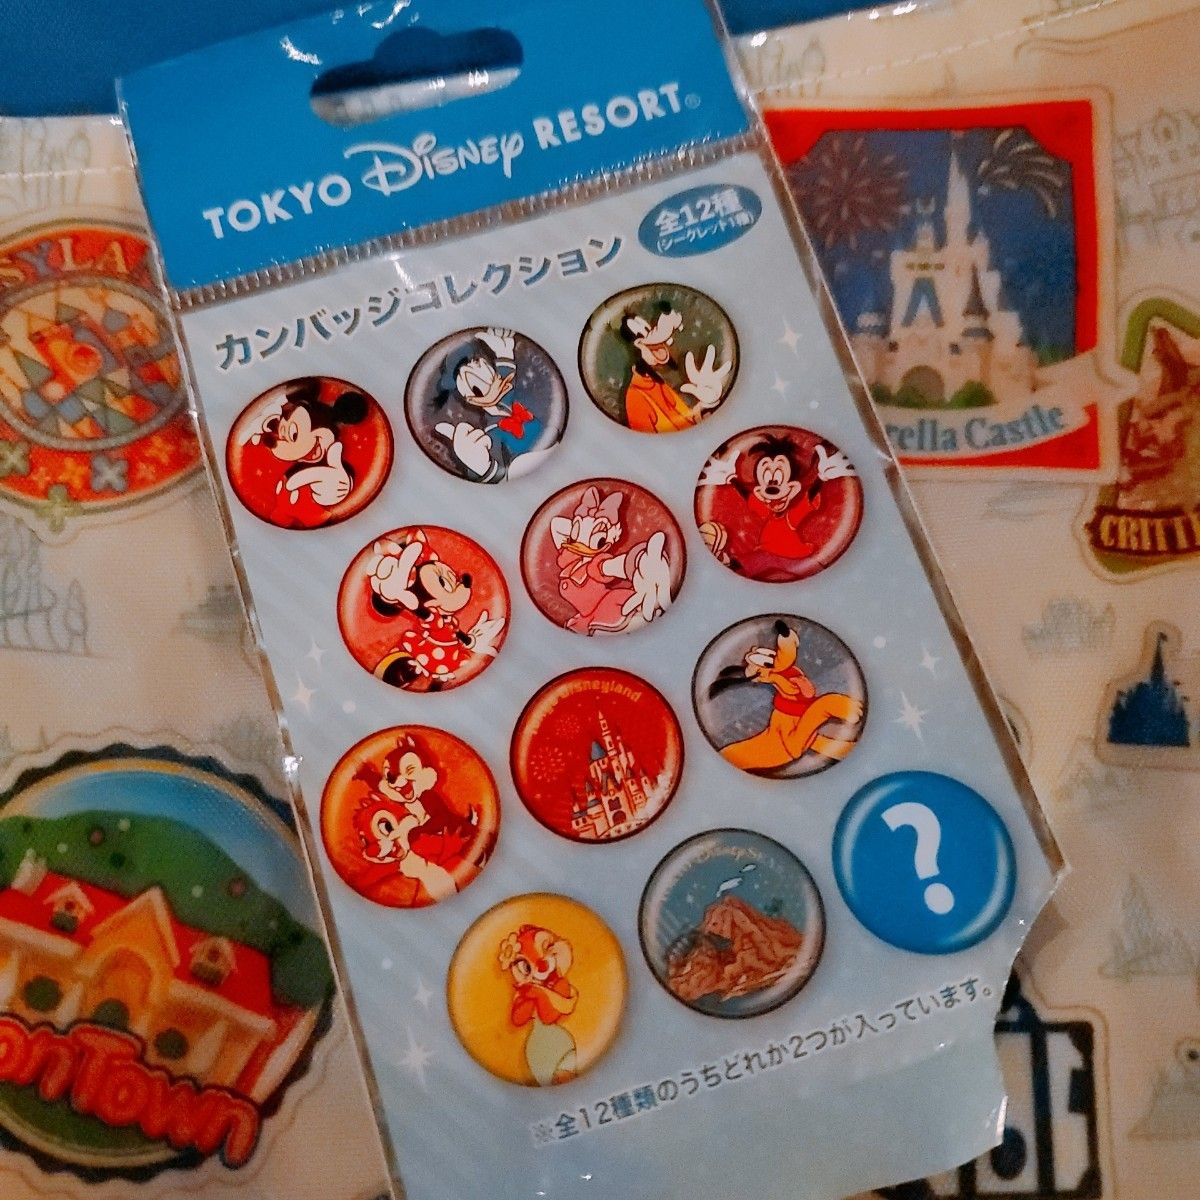 TOKYO Disney RESORT®
カンバッジコレクション
全12種
(シークレット1種)
Disneyland
※全12種類のうちどれか2つが入っています。
rella Castle
CRITT
SYLA
onTown
?